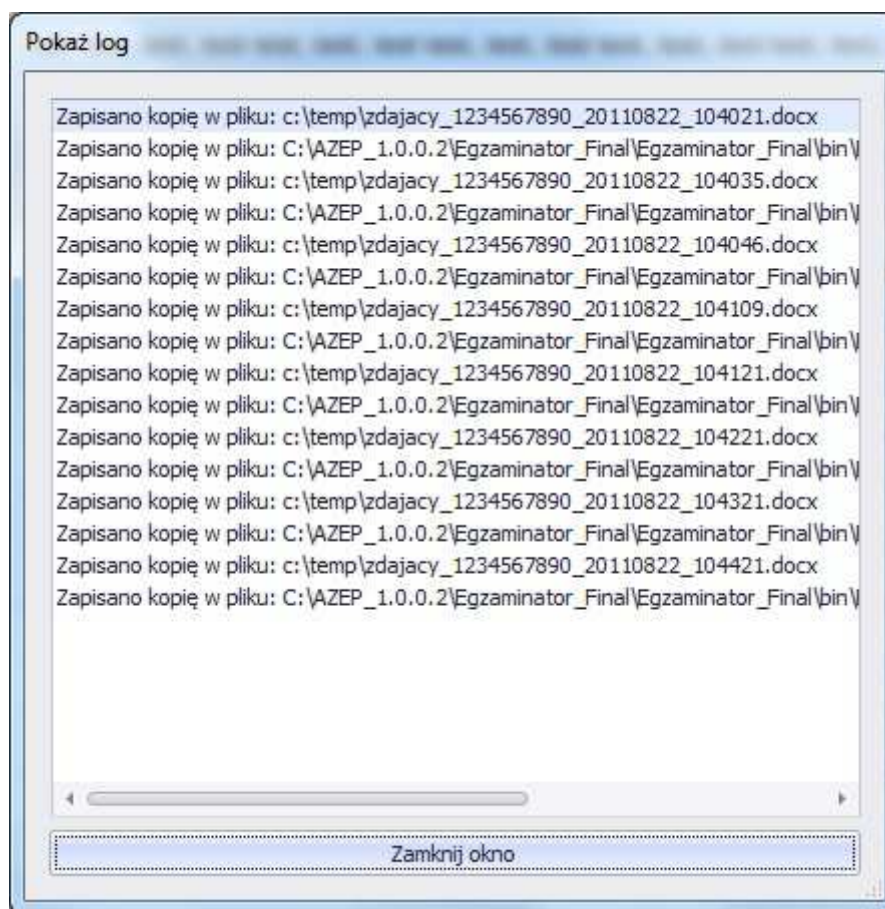 Pokaż log
Zapisano kopię w pliku: c:\temp\zdajacy_1234567890_20110822_104021.docx
Zapisano kopię w pliku: C:\AZEP_1.0.0.2\Egzaminator_Final\Egzaminator_Final\bin\
Zapisano kopię w pliku: c:\temp\zdajacy_1234567890_20110822_104035.docx
Zapisano kopię w pliku: C:\AZEP_1.0.0.2\Egzaminator_Final\Egzaminator_Final\bin\
Zapisano kopię w pliku: c:\temp\zdajacy_1234567890_20110822_104046.docx
Zapisano kopię w pliku: C:\AZEP_1.0.0.2\Egzaminator_Final\Egzaminator_Final\bin\
Zapisano kopię w pliku: c:\temp\zdajacy_1234567890_20110822_104109.docx
Zapisano kopię w pliku: C:\AZEP_1.0.0.2\Egzaminator_Final\Egzaminator_Final\bin\
Zapisano kopię w pliku: c:\temp\zdajacy_1234567890_20110822_104121.docx
Zapisano kopię w pliku: C:\AZEP_1.0.0.2\Egzaminator_Final\Egzaminator_Final\bin\
Zapisano kopię w pliku: c:\temp\zdajacy_1234567890_20110822_104221.docx
Zapisano kopię w pliku: C:\AZEP_1.0.0.2\Egzaminator_Final\Egzaminator_Final\bin\
Zapisano kopię w pliku: c:\temp\zdajacy_1234567890_20110822_104321.docx
Zapisano kopię w pliku: C:\AZEP_1.0.0.2\Egzaminator_Final\Egzaminator_Final\bin\
Zapisano kopię w pliku: c:\temp\zdajacy_1234567890_20110822_104421.docx
Zapisano kopię w pliku: C:\AZEP_1.0.0.2\Egzaminator_Final\Egzaminator_Final\bin\
Zamknij okno